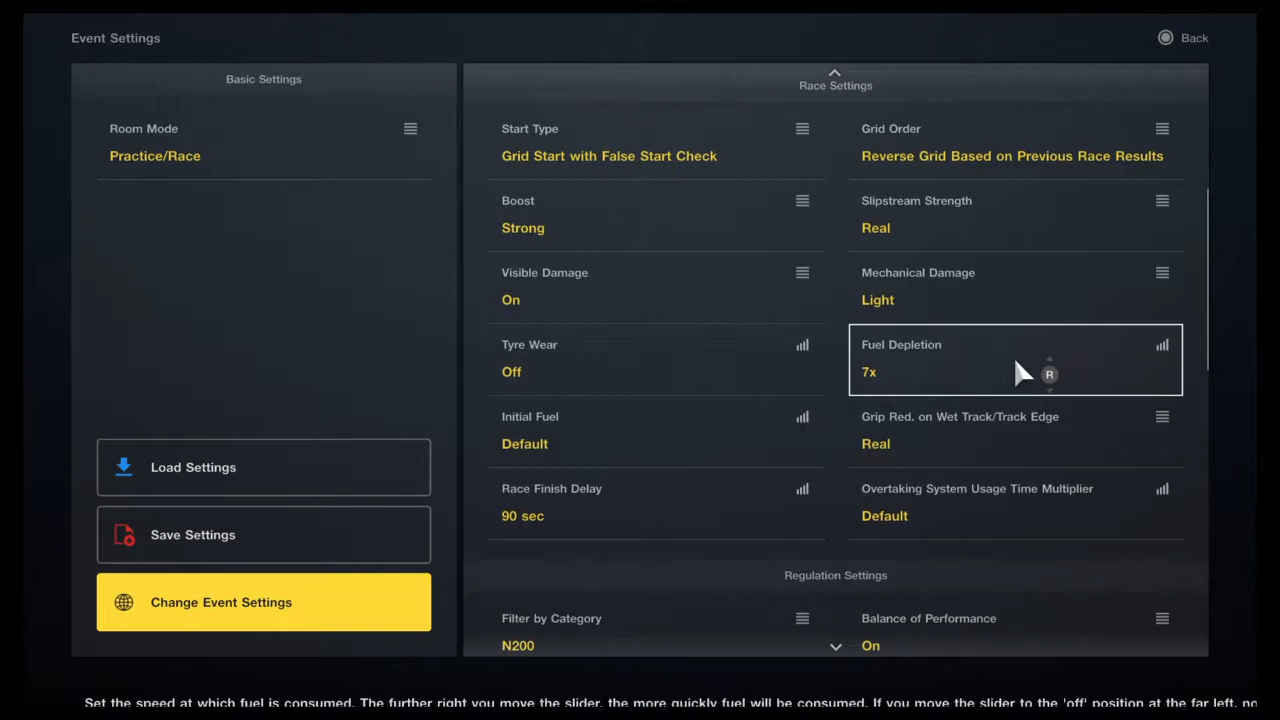 Event Settings
Back
Basic Settings
Room Mode
Practice/Race
Load Settings
Save Settings
Change Event Settings
Race Settings
Start Type
Grid Start with False Start Check
Grid Order
Reverse Grid Based on Previous Race Results
Boost
Strong
Slipstream Strength
Real
Visible Damage
On
Mechanical Damage
Light
Tyre Wear
Off
Fuel Depletion
7x
R
Initial Fuel
Default
Grip Red. on Wet Track/Track Edge
Real
Race Finish Delay
90 sec
Overtaking System Usage Time Multiplier
Default
Regulation Settings
Filter by Category
N200
Balance of Performance
On
Set the speed at which fuel is consumed. The further right you move the slider, the more quickly fuel will be consumed. If you move the slider to the 'off' position at the far left, no